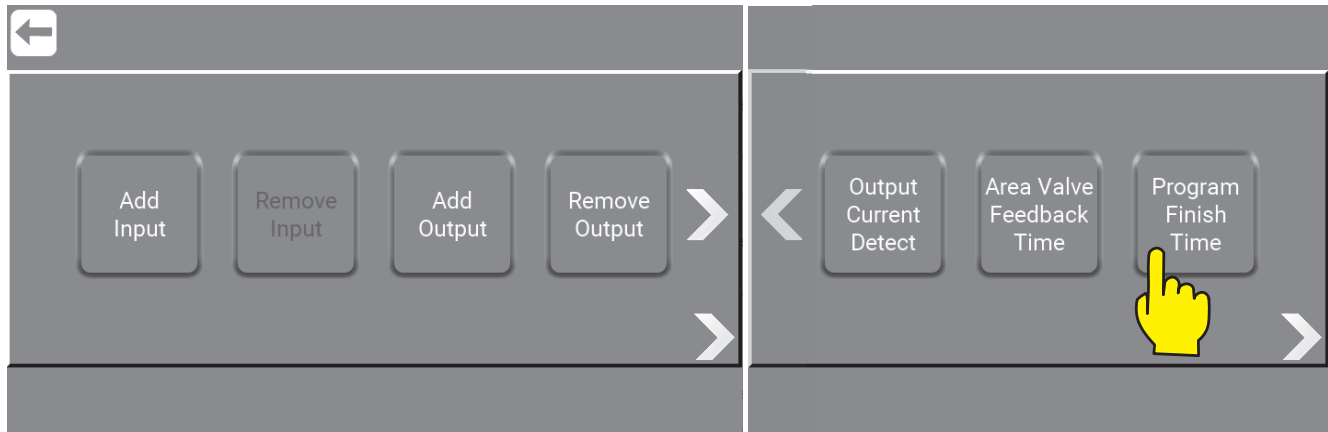 Add
Input
Remove
Input
Add
Output
Remove
Output
Output
Current
Detect
Area Valve
Feedback
Time
Program
Finish
Time